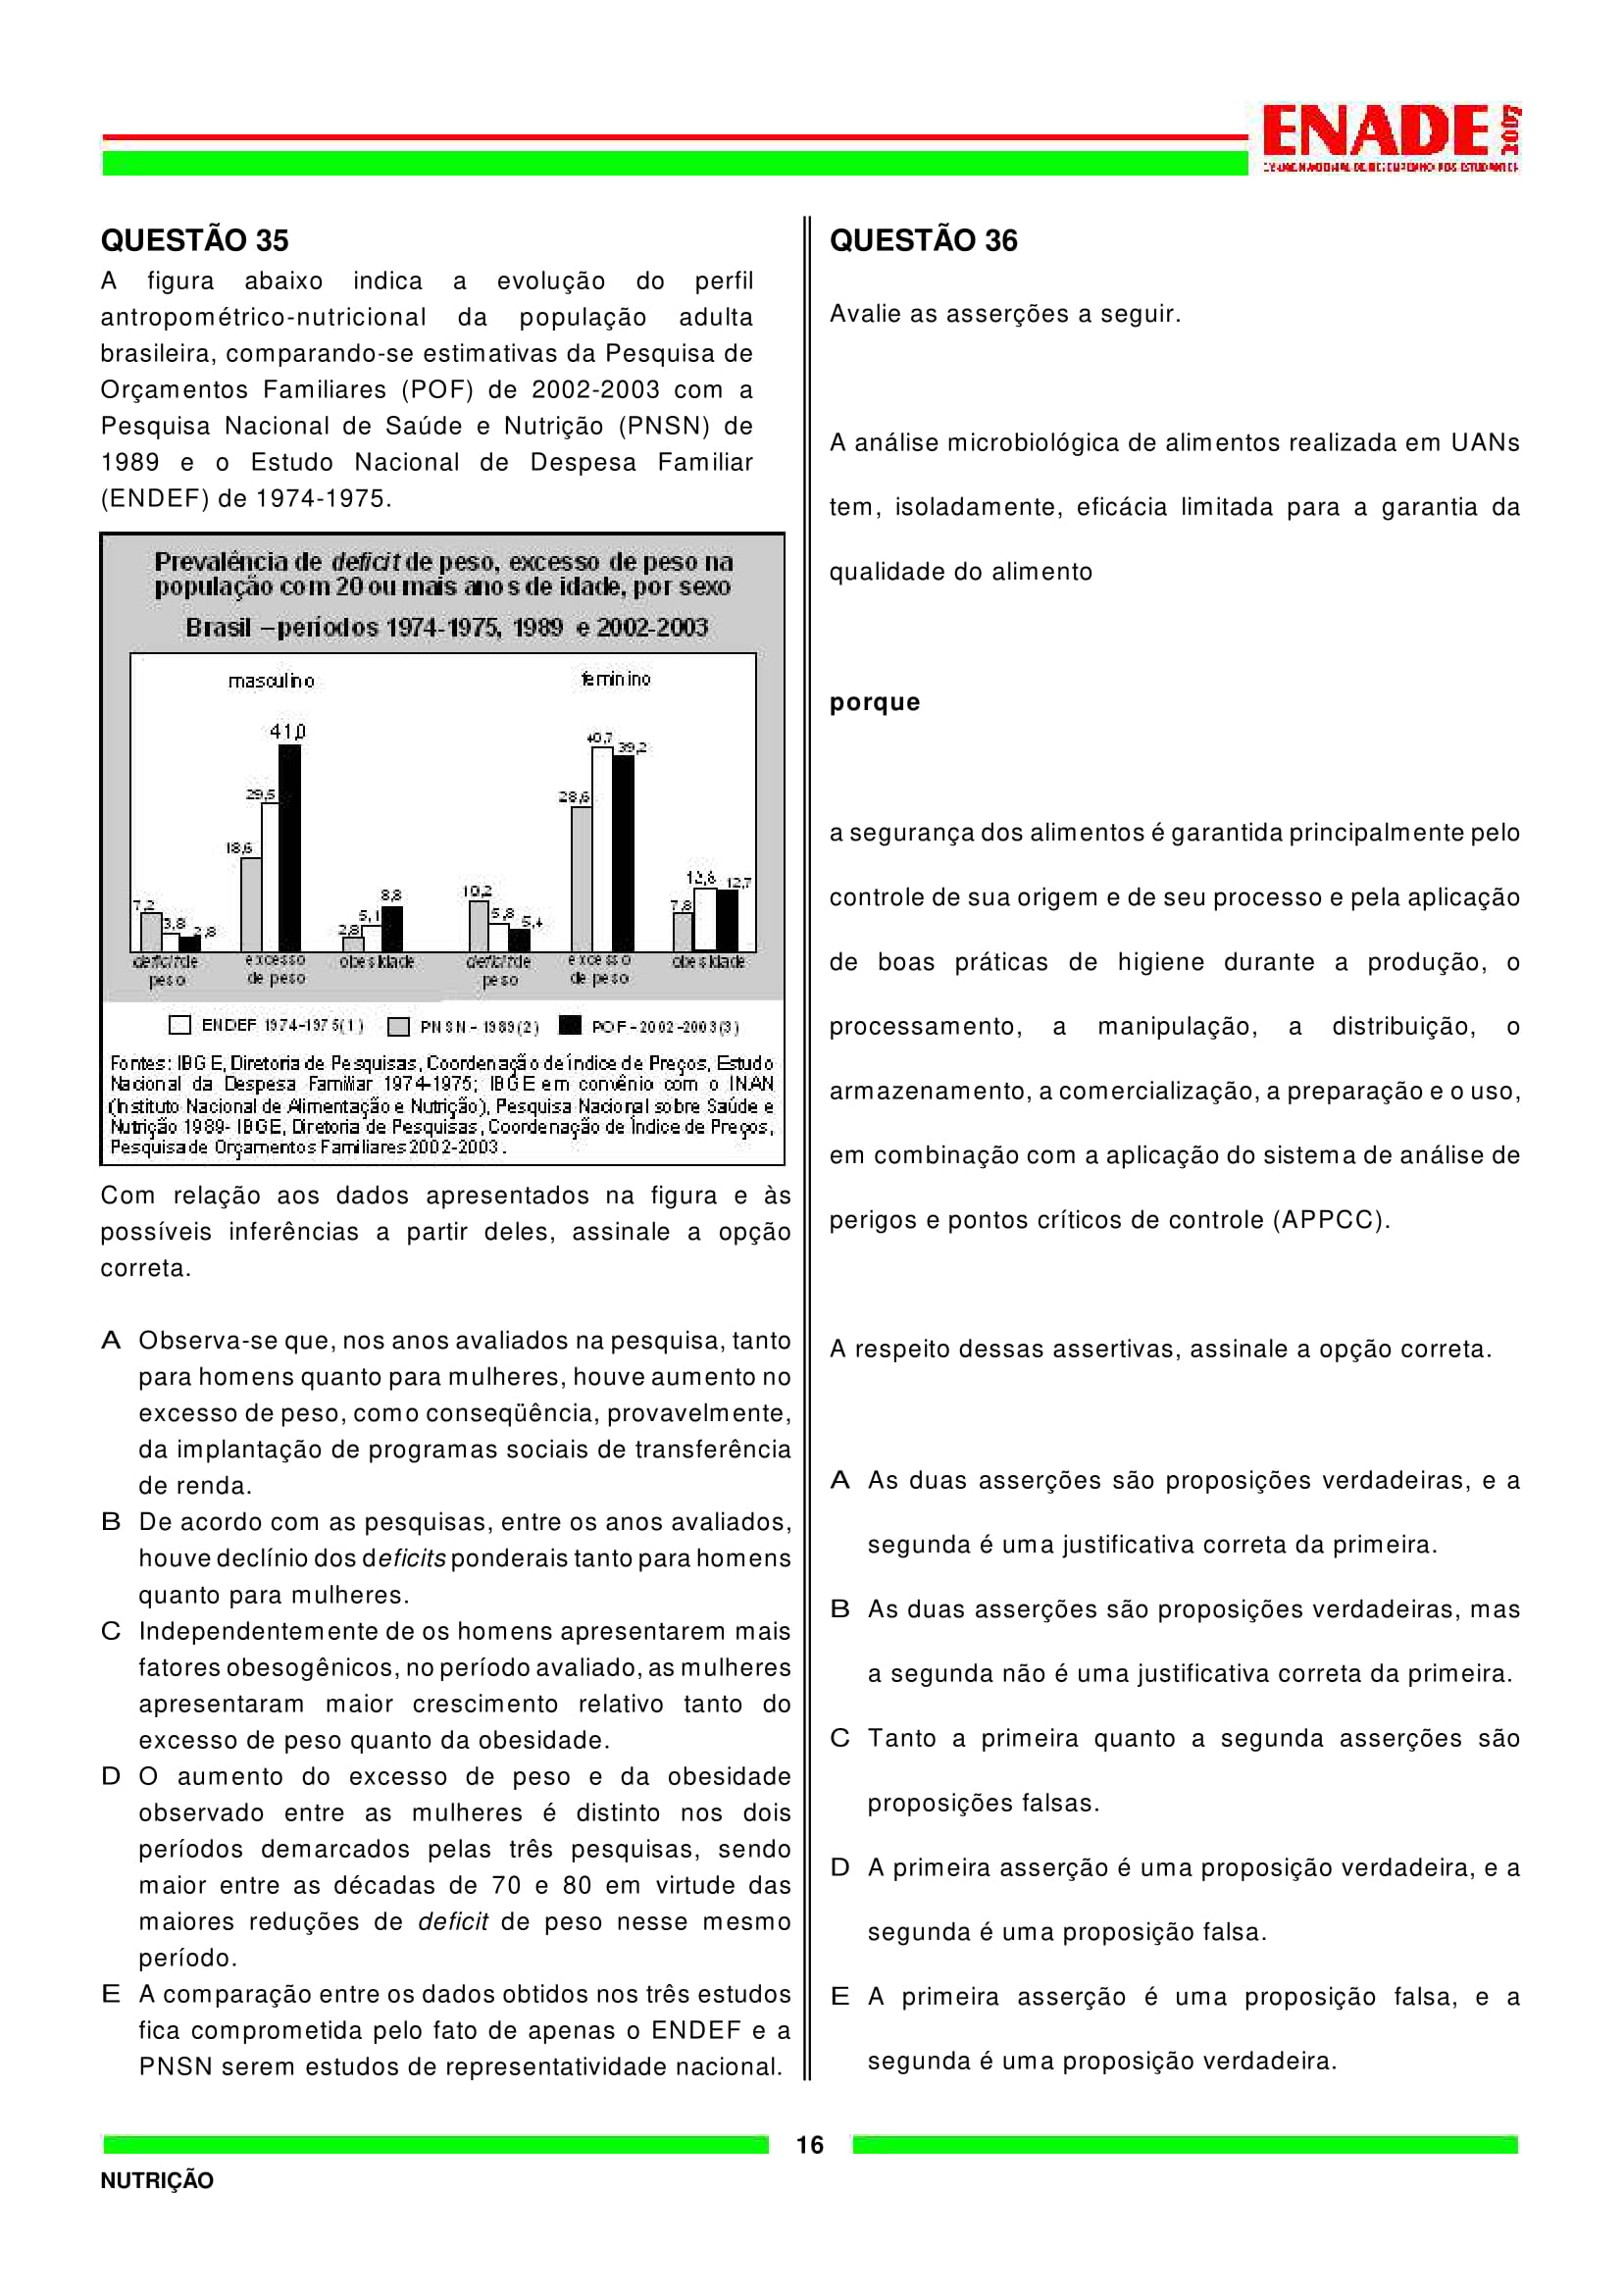 ENADE
2007
EXAME NACIONAL DE DESEMPENHO DOS ESTUDANTES
QUESTÃO 35
A figura abaixo indica a evolução do perfil
antropométrico-nutricional da população adulta
brasileira, comparando-se estimativas da Pesquisa de
Orçamentos Familiares (POF) de 2002-2003 com a
Pesquisa Nacional de Saúde e Nutrição (PNSN) de
1989 e o Estudo Nacional de Despesa Familiar
(ENDEF) de 1974-1975.
Prevalência de deficit de peso, excesso de peso na
população com 20 ou mais anos de idade, por sexo
Brasil – períodos 1974-1975, 1989 e 2002-2003
masculino
feminino
7,2
3,8
2,8
18,6
29,5
41,0
2,8
5,1
8,8
10,2
5,8
5,4
28,6
40,7
39,2
7,8
12,8
12,7
deficit de
peso
excesso
de peso
obesidade
deficit de
peso
excesso
de peso
obesidade
ENDEF 1974-1975(1) PNSN - 1989(2) POF - 2002-2003(3)
Fontes: IBGE, Diretoria de Pesquisas, Coordenação de índice de Preços, Estudo
Nacional da Despesa Familiar 1974-1975; IBGE em convênio com o INAN
(Instituto Nacional de Alimentação e Nutrição), Pesquisa Nacional sobre Saúde e
Nutrição 1989- IBGE, Diretoria de Pesquisas, Coordenação de Índice de Preços,
Pesquisa de Orçamentos Familiares 2002-2003.
Com relação aos dados apresentados na figura e às
possíveis inferências a partir deles, assinale a opção
correta.
A Observa-se que, nos anos avaliados na pesquisa, tanto
para homens quanto para mulheres, houve aumento no
excesso de peso, como conseqüência, provavelmente,
da implantação de programas sociais de transferência
de renda.
B De acordo com as pesquisas, entre os anos avaliados,
houve declínio dos deficits ponderais tanto para homens
quanto para mulheres.
C Independentemente de os homens apresentarem mais
fatores obesogênicos, no período avaliado, as mulheres
apresentaram maior crescimento relativo tanto do
excesso de peso quanto da obesidade.
D O aumento do excesso de peso e da obesidade
observado entre as mulheres é distinto nos dois
períodos demarcados pelas três pesquisas, sendo
maior entre as décadas de 70 e 80 em virtude das
maiores reduções de deficit de peso nesse mesmo
período.
E A comparação entre os dados obtidos nos três estudos
fica comprometida pelo fato de apenas o ENDEF e a
PNSN serem estudos de representatividade nacional.
QUESTÃO 36
Avalie as asserções a seguir.
A análise microbiológica de alimentos realizada em UANs
tem, isoladamente, eficácia limitada para a garantia da
qualidade do alimento
porque
a segurança dos alimentos é garantida principalmente pelo
controle de sua origem e de seu processo e pela aplicação
de boas práticas de higiene durante a produção, o
processamento, a manipulação, a distribuição, o
armazenamento, a comercialização, a preparação e o uso,
em combinação com a aplicação do sistema de análise de
perigos e pontos críticos de controle (APPCC).
A respeito dessas assertivas, assinale a opção correta.
A As duas asserções são proposições verdadeiras, e a
segunda é uma justificativa correta da primeira.
B As duas asserções são proposições verdadeiras, mas
a segunda não é uma justificativa correta da primeira.
C Tanto a primeira quanto a segunda asserções são
proposições falsas.
D A primeira asserção é uma proposição verdadeira, e a
segunda é uma proposição falsa.
E A primeira asserção é uma proposição falsa, e a
segunda é uma proposição verdadeira.
16
NUTRIÇÃO